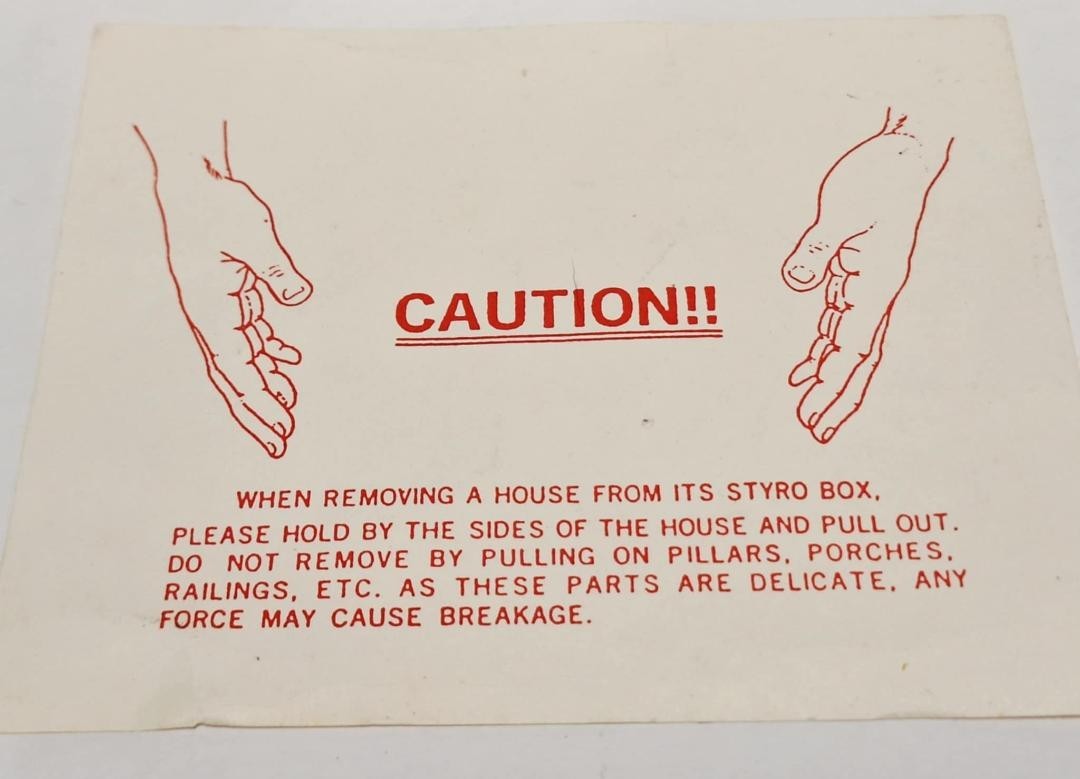 CAUTION!!
WHEN REMOVING A HOUSE FROM ITS STYRO BOX,
PLEASE HOLD BY THE SIDES OF THE HOUSE AND PULL OUT.
DO NOT REMOVE BY PULLING ON PILLARS, PORCHES,
RAILINGS, ETC. AS THESE PARTS ARE DELICATE, ANY
FORCE MAY CAUSE BREAKAGE.